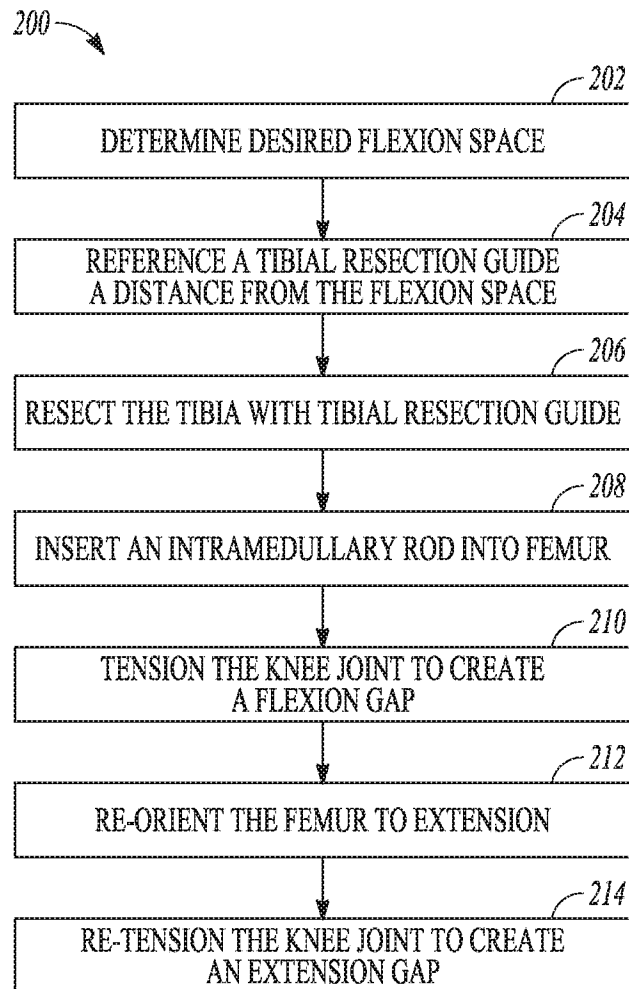 200
202
DETERMINE DESIRED FLEXION SPACE
204
REFERENCE A TIBIAL RESECTION GUIDE
A DISTANCE FROM THE FLEXION SPACE
206
RESECT THE TIBIA WITH TIBIAL RESECTION GUIDE
208
INSERT AN INTRAMEDULLARY ROD INTO FEMUR
210
TENSION THE KNEE JOINT TO CREATE
A FLEXION GAP
212
RE-ORIENT THE FEMUR TO EXTENSION
214
RE-TENSION THE KNEE JOINT TO CREATE
AN EXTENSION GAP